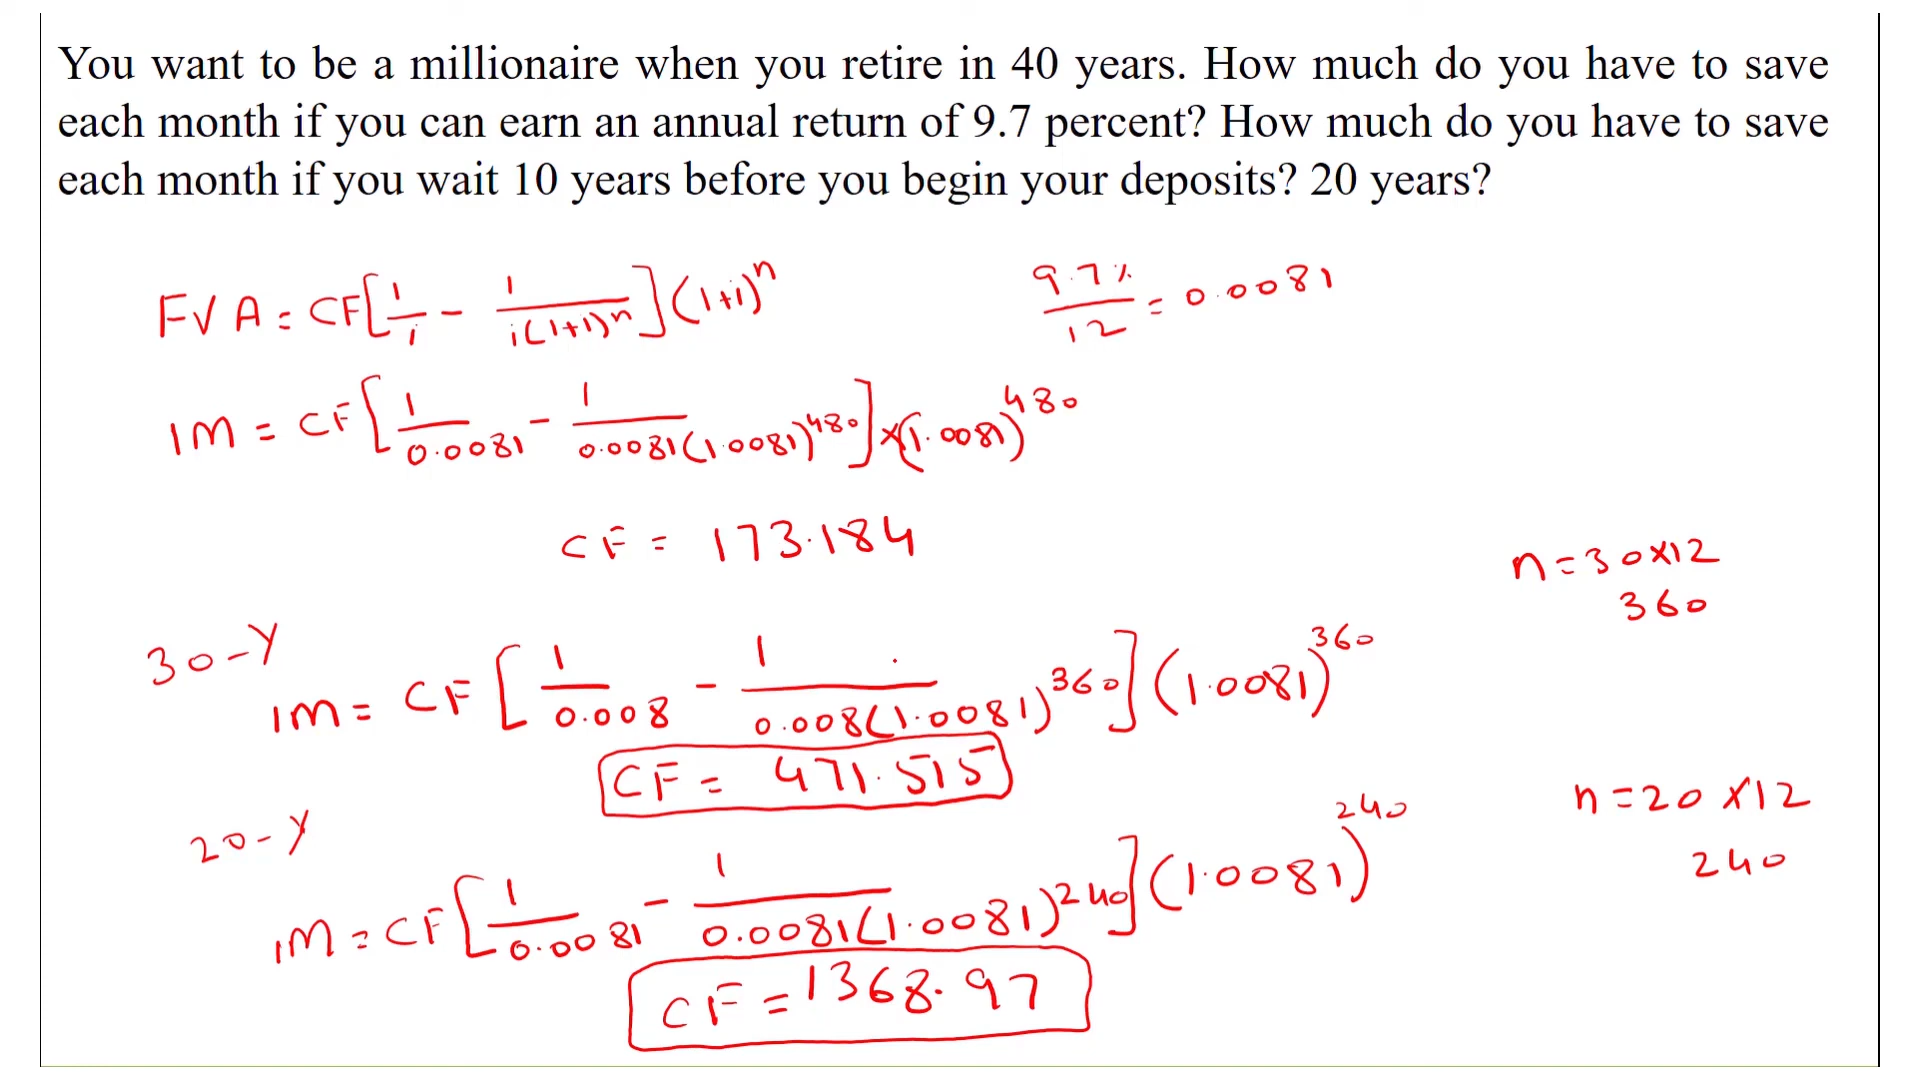 You want to be a millionaire when you retire in 40 years. How much do you have to save
each month if you can earn an annual return of 9.7 percent? How much do you have to save
each month if you wait 10 years before you begin your deposits? 20 years?
FVA = CF[1/i - 1/i(1+i)^n](1+i)^n
9.7%/12 = 0.0081
1M = CF[1/0.0081 - 1/0.0081(1.0081)^480]×(1.0081)^480
CF = 173.184
n=30×12
360
30-Y
1M = CF[1/0.008 - 1/0.008(1.0081)^360](1.0081)^360
CF = 471.515
n=20×12
240
20-Y
1M = CF[1/0.0081 - 1/0.0081(1.0081)^240](1.0081)^240
CF = 1368.97